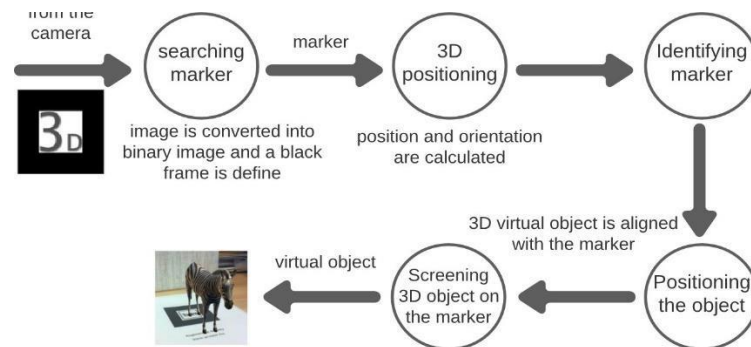 from the
camera
searching
marker
marker
3D
positioning
Identifying
marker
3D
image is converted into
binary image and a black
frame is define
position and orientation
are calculated
3D virtual object is aligned
with the marker
virtual object
Screening
3D object on
the marker
Positioning
the object